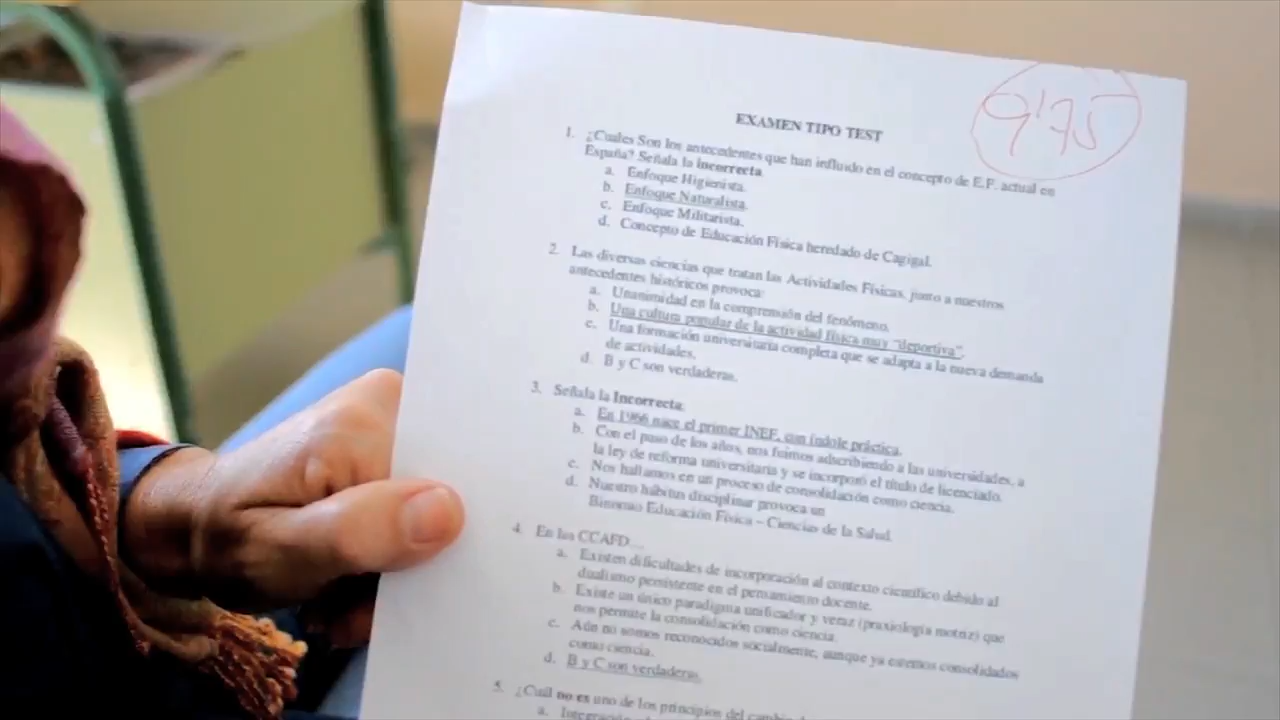 9'75
EXAMEN TIPO TEST
1. ¿Cuales Son los antecedentes que han influido en el concepto de E.F. actual en
España? Señala la incorrecta.
a. Enfoque Higienista.
b. Enfoque Naturalista.
c. Enfoque Militarista.
d. Concepto de Educación Física heredado de Cagigal.
2. Las diversas ciencias que tratan las Actividades Físicas, junto a nuestros
antecedentes históricos provoca:
a. Unanimidad en la comprensión del fenómeno.
b. Una cultura popular de la actividad física muy "deportiva".
c. Una formación universitaria completa que se adapta a la nueva demanda
de actividades.
d. B y C son verdaderas.
3. Señala la Incorrecta:
a. En 1966 nace el primer INEF, con índole práctica.
b. Con el paso de los años, nos fuimos adscribiendo a las universidades, a
la ley de reforma universitaria y se incorporó el título de licenciado.
c. Nos hallamos en un proceso de consolidación como ciencia.
d. Nuestro hábitus disciplinar provoca un
Binomio Educación Física – Ciencias de la Salud.
4. En las CCAFD....
a. Existen dificultades de incorporación al contexto científico debido al
dualismo persistente en el pensamiento docente.
b. Existe un único paradigma unificador y veraz (praxiología motriz) que
nos permite la consolidación como ciencia.
c. Aún no somos reconocidos socialmente, aunque ya estemos consolidados
como ciencia.
d. B y C son verdaderas.
5. ¿Cuál no es uno de los principios del
a.